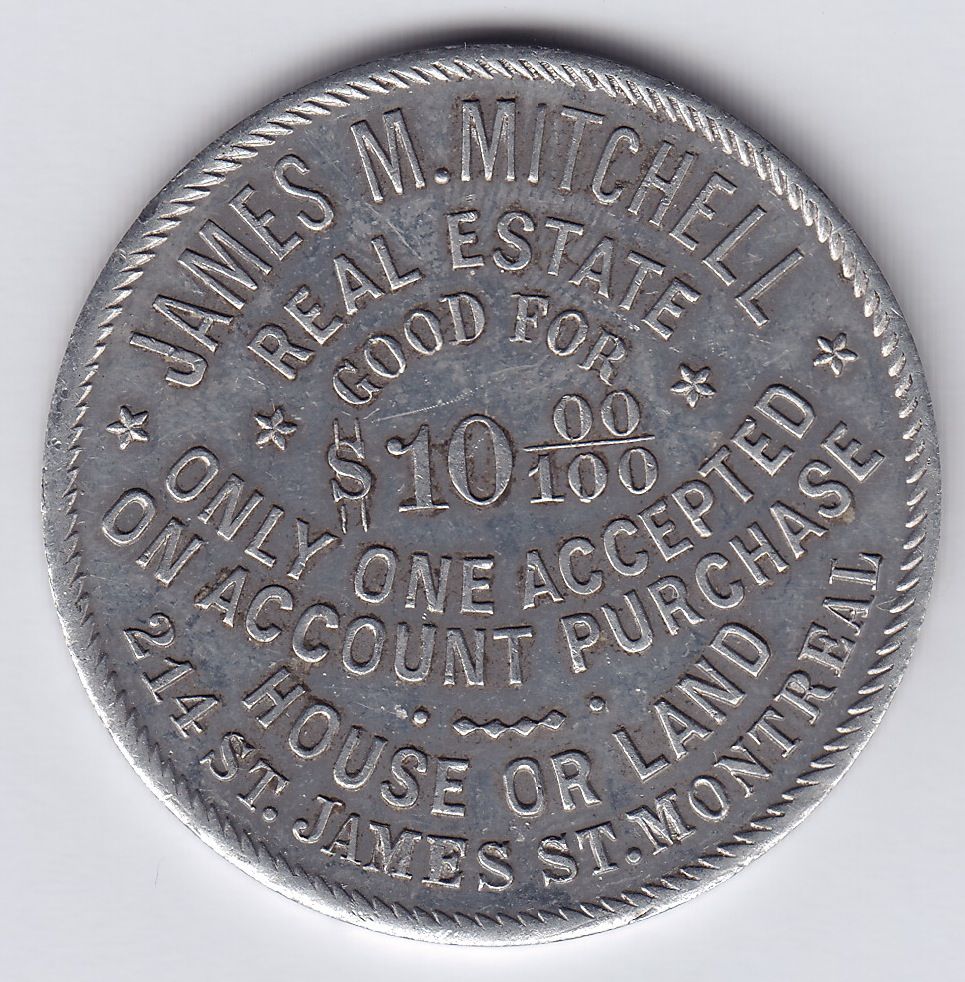 JAMES M. MITCHELL
REAL ESTATE
GOOD FOR
$10 00/100
ONLY ONE ACCEPTED
ON ACCOUNT PURCHASE
HOUSE OR LAND
214 ST. JAMES ST. MONTREAL